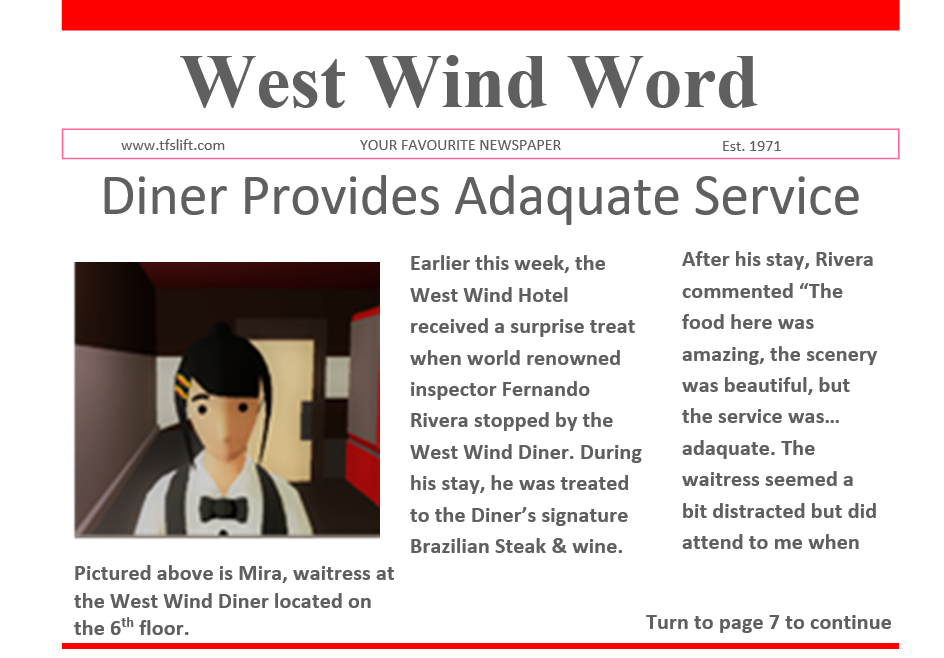 West Wind Word
www.tfslift.com YOUR FAVOURITE NEWSPAPER Est. 1971
Diner Provides Adaquate Service
Pictured above is Mira, waitress at
the West Wind Diner located on
the 6th floor.
Earlier this week, the
West Wind Hotel
received a surprise treat
when world renowned
inspector Fernando
Rivera stopped by the
West Wind Diner. During
his stay, he was treated
to the Diner’s signature
Brazilian Steak & wine.
After his stay, Rivera
commented “The
food here was
amazing, the scenery
was beautiful, but
the service was…
adaquate. The
waitress seemed a
bit distracted but did
attend to me when
Turn to page 7 to continue